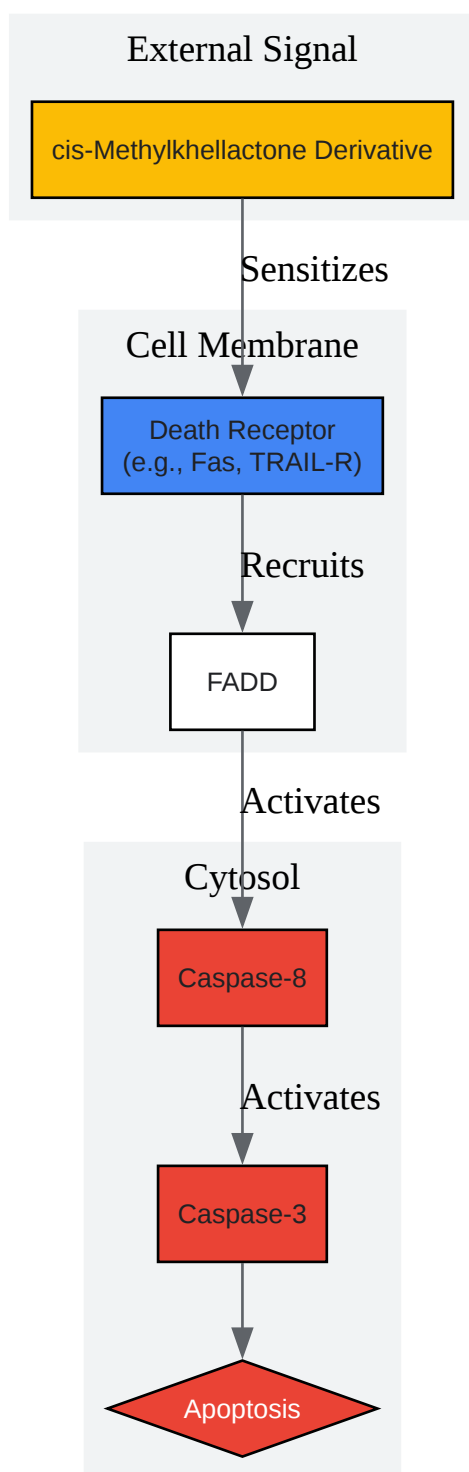 External Signal
cis-Methylkhellactone Derivative
Sensitizes
Cell Membrane
Death Receptor
(e.g., Fas, TRAIL-R)
Recruits
FADD
Activates
Cytosol
Caspase-8
Activates
Caspase-3
Apoptosis